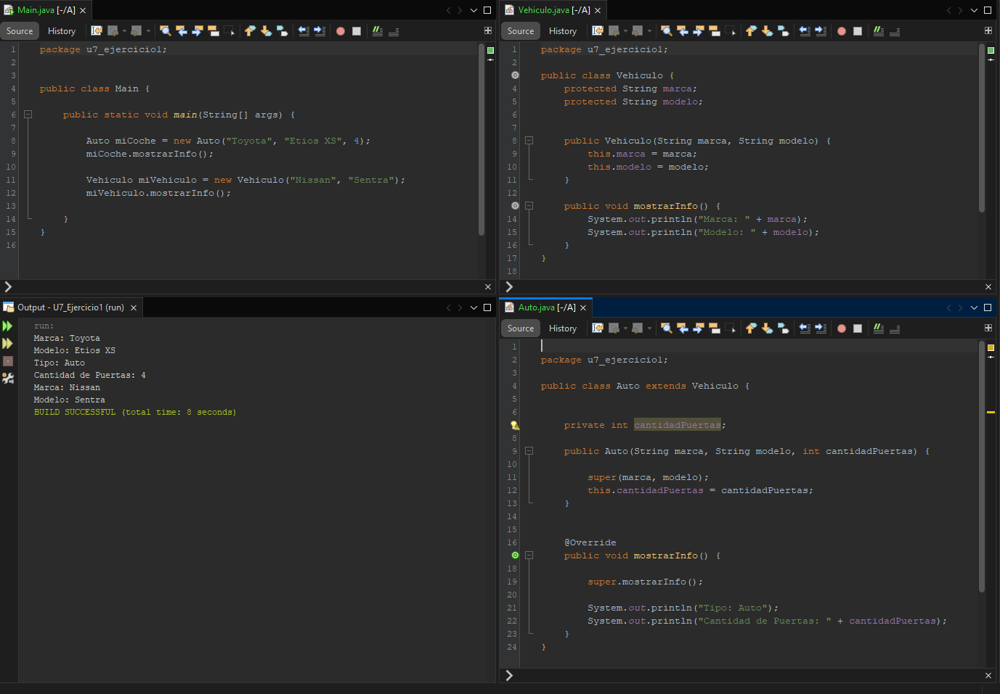 Main.java [-/A]
Source History
1 package u7_ejercicio1;
2
3
4 public class Main {
5
6 public static void main(String[] args) {
7
8 Auto miCoche = new Auto("Toyota", "Etios XS", 4);
9 miCoche.mostrarInfo();
10
11 Vehiculo miVehiculo = new Vehiculo("Nissan", "Sentra");
12 miVehiculo.mostrarInfo();
13
14 }
15 }
16
Vehiculo.java [-/A]
Source History
1 package u7_ejercicio1;
2
public class Vehiculo {
4 protected String marca;
5 protected String modelo;
6
7
8 public Vehiculo(String marca, String modelo) {
9 this.marca = marca;
10 this.modelo = modelo;
11 }
12
public void mostrarInfo() {
14 System.out.println("Marca: " + marca);
15 System.out.println("Modelo: " + modelo);
16 }
17 }
18
Output - U7_Ejercicio1 (run)
run:
Marca: Toyota
Modelo: Etios XS
Tipo: Auto
Cantidad de Puertas: 4
Marca: Nissan
Modelo: Sentra
BUILD SUCCESSFUL (total time: 8 seconds)
Auto.java [-/A]
Source History
1
2 package u7_ejercicio1;
3
4 public class Auto extends Vehiculo {
5
6
private int cantidadPuertas;
8
9 public Auto(String marca, String modelo, int cantidadPuertas) {
10
11 super(marca, modelo);
12 this.cantidadPuertas = cantidadPuertas;
13 }
14
15
16 @Override
public void mostrarInfo() {
18
19 super.mostrarInfo();
20
21 System.out.println("Tipo: Auto");
22 System.out.println("Cantidad de Puertas: " + cantidadPuertas);
23 }
24 }